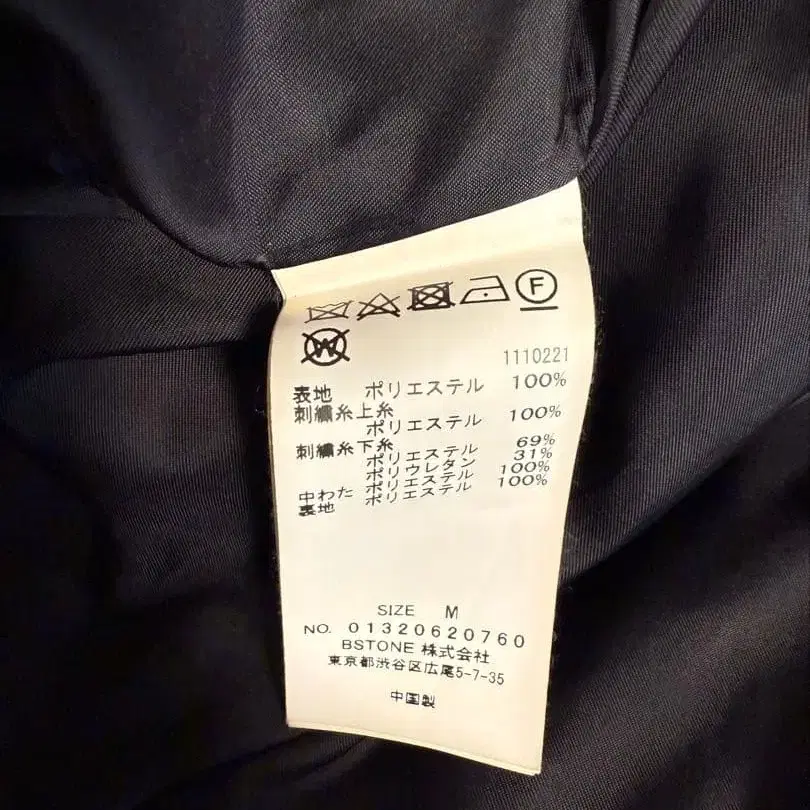 F
W
1110221
表地 ポリエステル 100%
刺繍糸上糸
ポリエステル 100%
刺繍糸下糸
ポリエステル 69%
ポリウレタン 31%
中わた ポリエステル 100%
裏地 ポリエステル 100%
SIZE M
NO. 01320620760
BSTONE 株式会社
東京都渋谷区広尾5-7-35
中国製